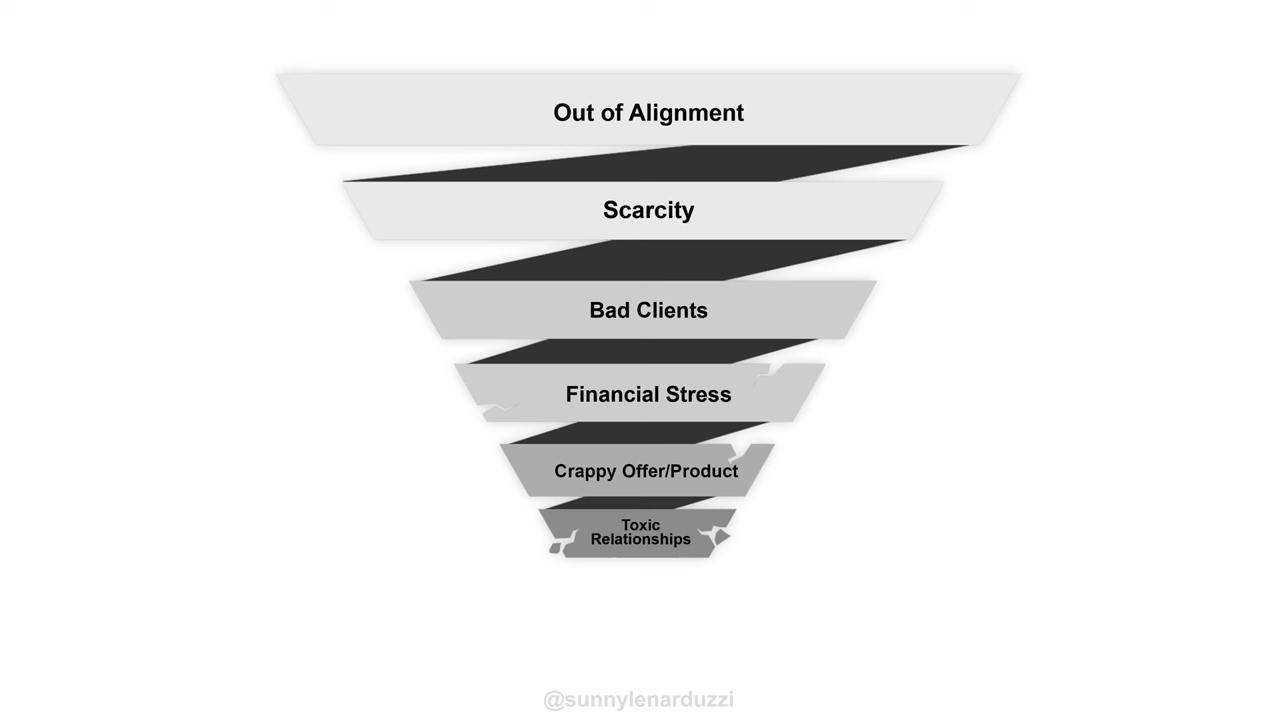 Out of Alignment
Scarcity
Bad Clients
Financial Stress
Crappy Offer/Product
Toxic
Relationships
@sunnylenarduzzi